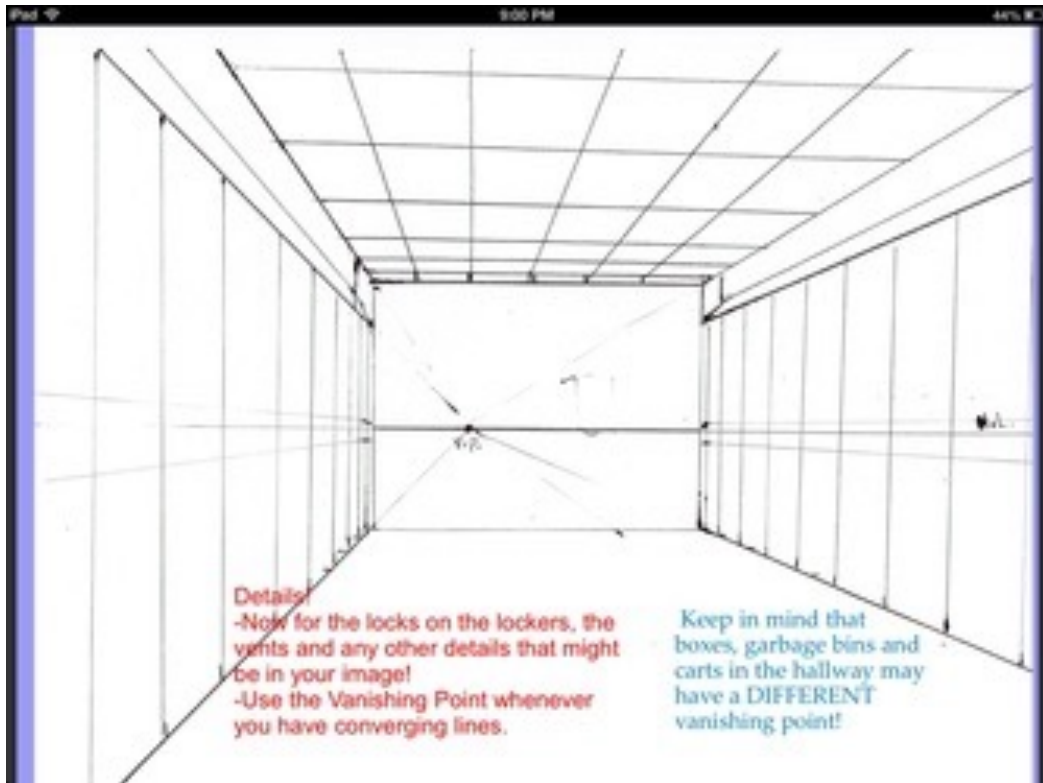 iPad
9:00 PM
44%
V.P.
H.L.
Details!
-Now for the locks on the lockers, the
vents and any other details that might
be in your image!
-Use the Vanishing Point whenever
you have converging lines.
Keep in mind that
boxes, garbage bins and
carts in the hallway may
have a DIFFERENT
vanishing point!